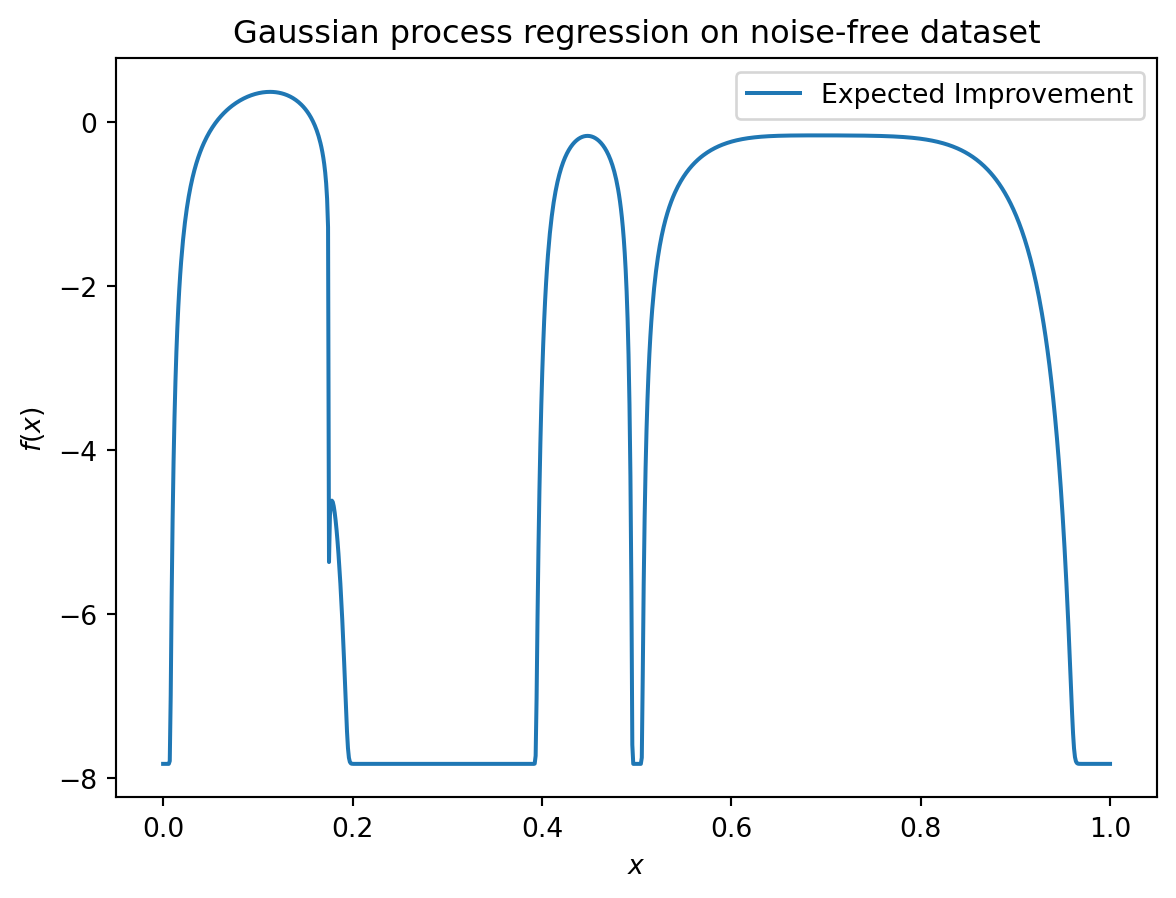 Gaussian process regression on noise-free dataset
Expected Improvement
0
−2
−4
−6
−8
f(x)
0.0 0.2 0.4 0.6 0.8 1.0
x